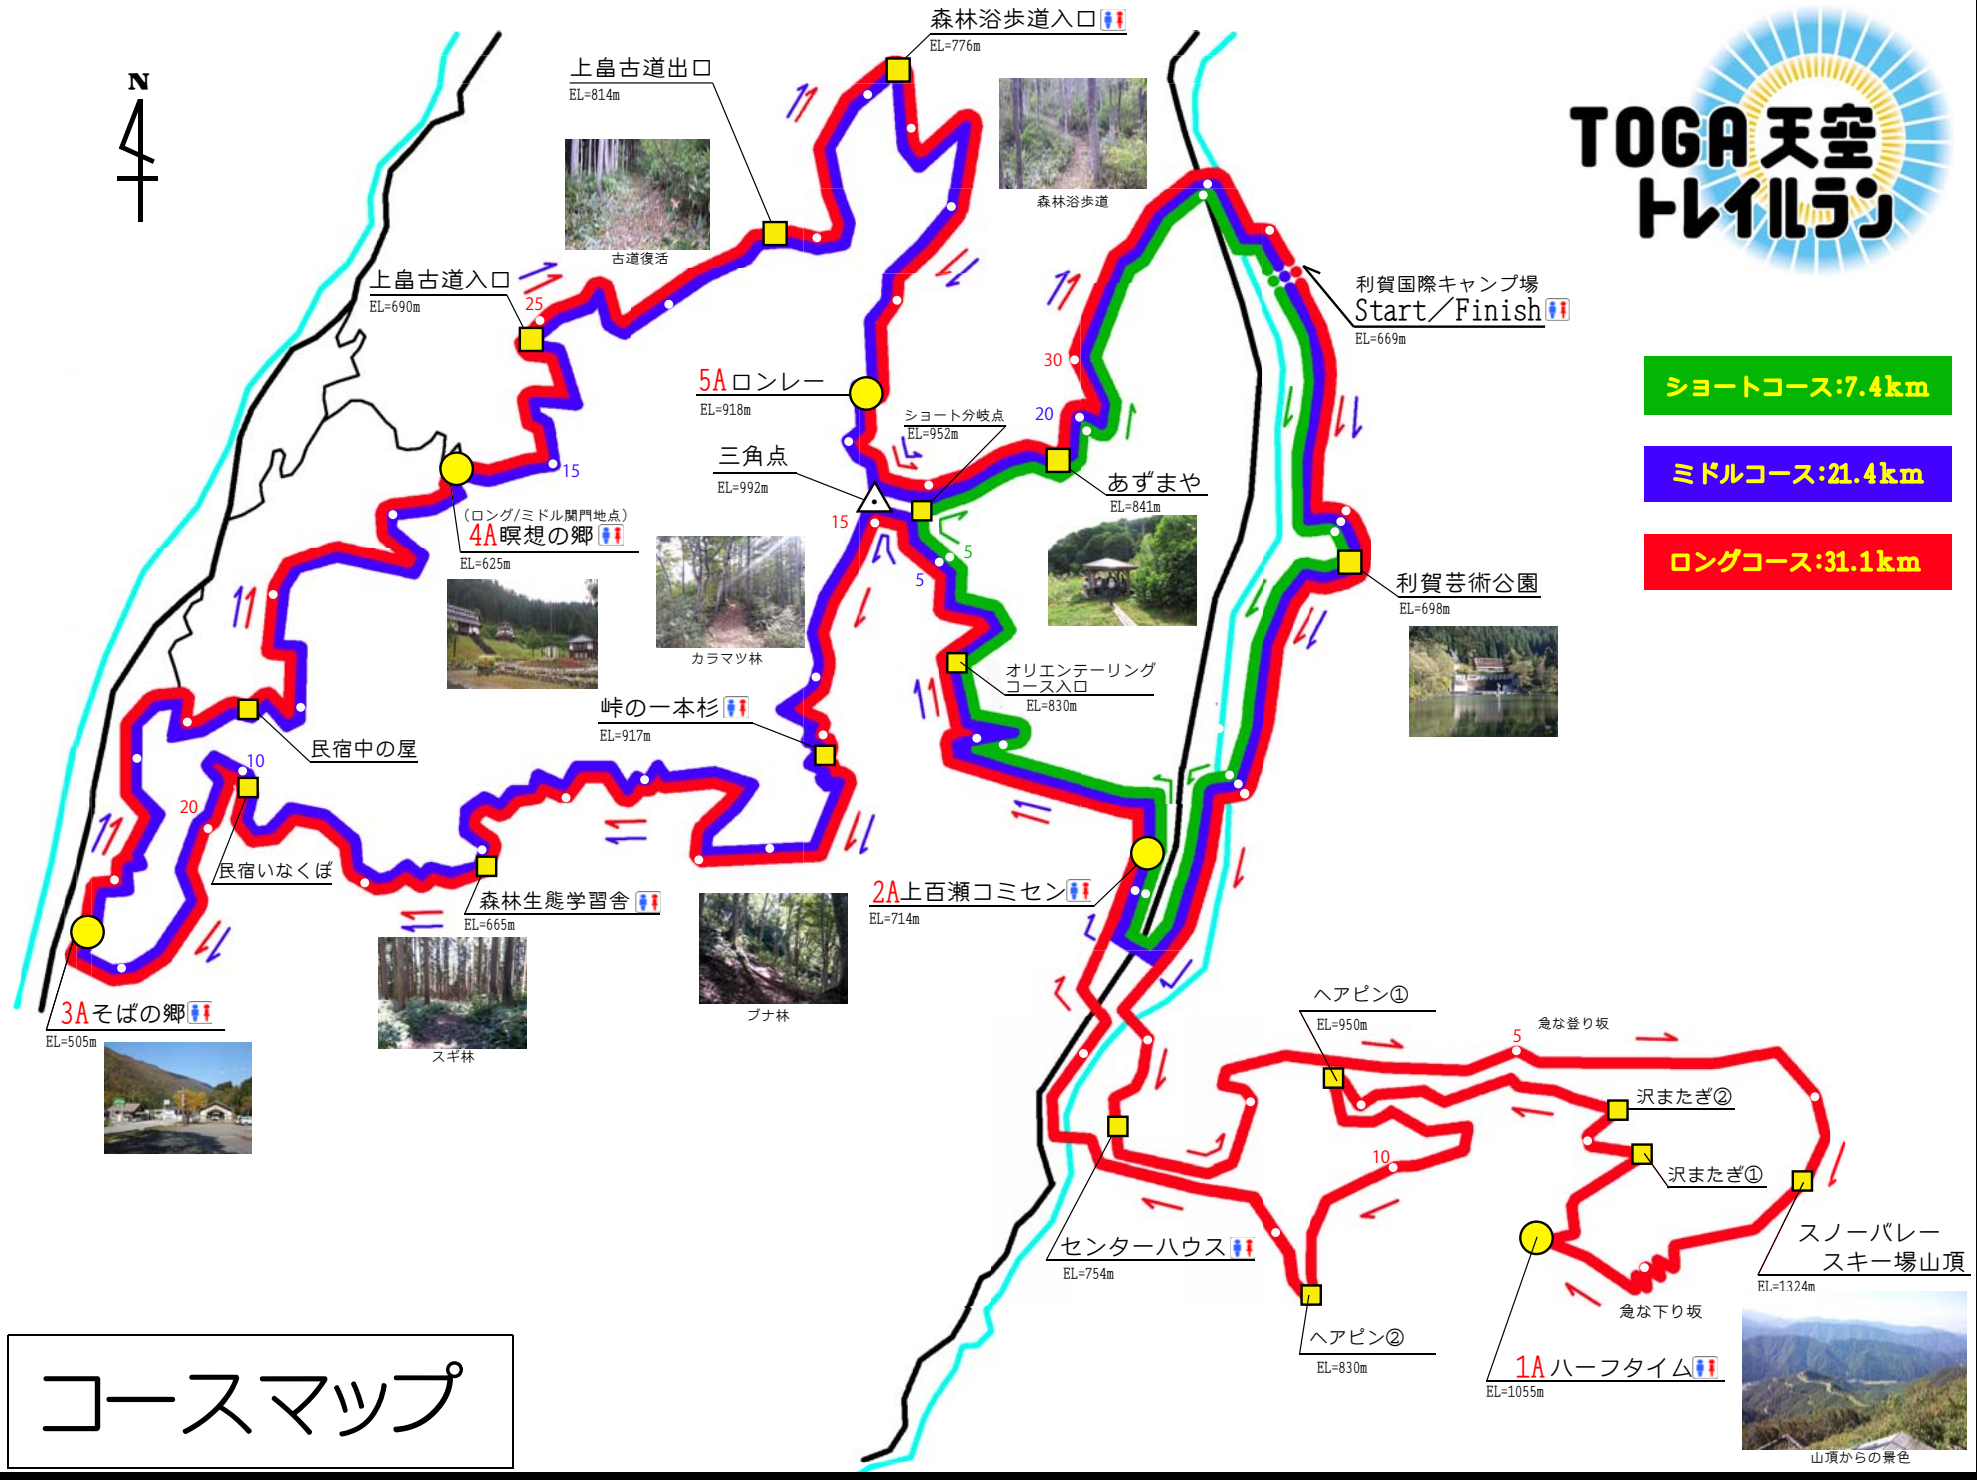 N
森林浴歩道入口
EL=776m
上畠古道出口
EL=814m
古道復活
森林浴歩道
TOGA天空
トレイルラン
上畠古道入口
EL=690m
25
利賀国際キャンプ場
Start／Finish
EL=669m
30
5Aロンレー
EL=918m
ショート分岐点
EL=952m
20
ショートコース:7.4km
三角点
EL=992m
15
あずまや
EL=841m
ミドルコース:21.4km
(ロング/ミドル関門地点)
4A瞑想の郷
EL=625m
15
5
5
ロングコース:31.1km
利賀芸術公園
EL=698m
カラマツ林
オリエンテーリング
コース入口
EL=830m
峠の一本杉
EL=917m
民宿中の屋
10
20
民宿いなくぼ
森林生態学習舎
EL=665m
2A上百瀬コミセン
EL=714m
3Aそばの郷
EL=505m
スギ林
ブナ林
ヘアピン①
EL=950m
急な登り坂
5
沢またぎ②
沢またぎ①
10
センターハウス
EL=754m
スノーバレー
スキー場山頂
EL=1324m
急な下り坂
ヘアピン②
EL=830m
1Aハーフタイム
EL=1055m
山頂からの景色
コースマップ